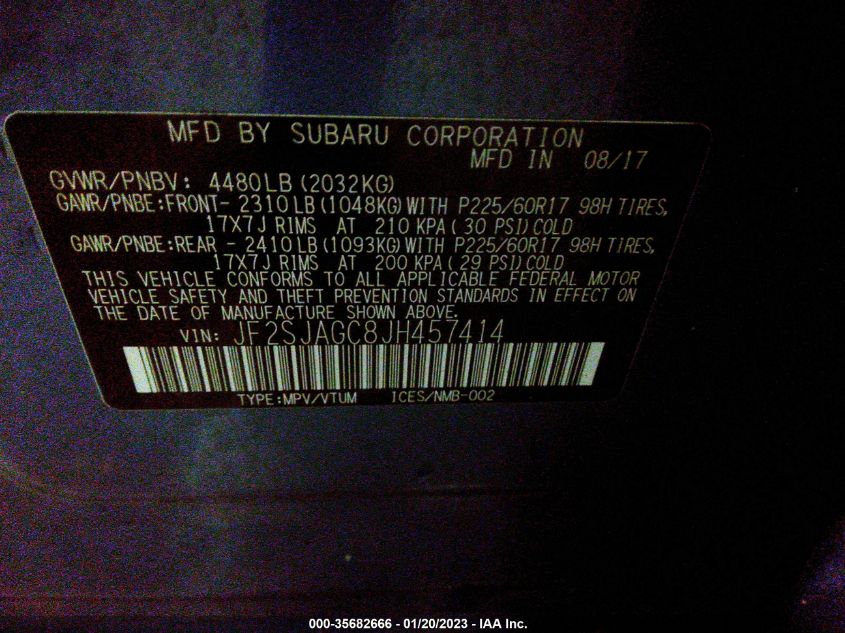 MFD BY SUBARU CORPORATION
MFD IN 08/17
GVWR/PNBV: 4480LB (2032KG)
GAWR/PNBE:FRONT- 2310LB (1048KG) WITH P225/60R17 98H TIRES,
17X7J RIMS AT 210 KPA ( 30 PSI) COLD
GAWR/PNBE:REAR - 2410LB (1093KG) WITH P225/60R17 98H TIRES,
17X7J RIMS AT 200 KPA ( 29 PSI) COLD
THIS VEHICLE CONFORMS TO ALL APPLICABLE FEDERAL MOTOR
VEHICLE SAFETY AND THEFT PREVENTION STANDARDS IN EFFECT ON
THE DATE OF MANUFACTURE SHOWN ABOVE.
VIN: JF2SJAGC8JH457414
TYPE:MPV/VTUM ICES/NMB-002
000-35682666 - 01/20/2023 - IAA Inc.